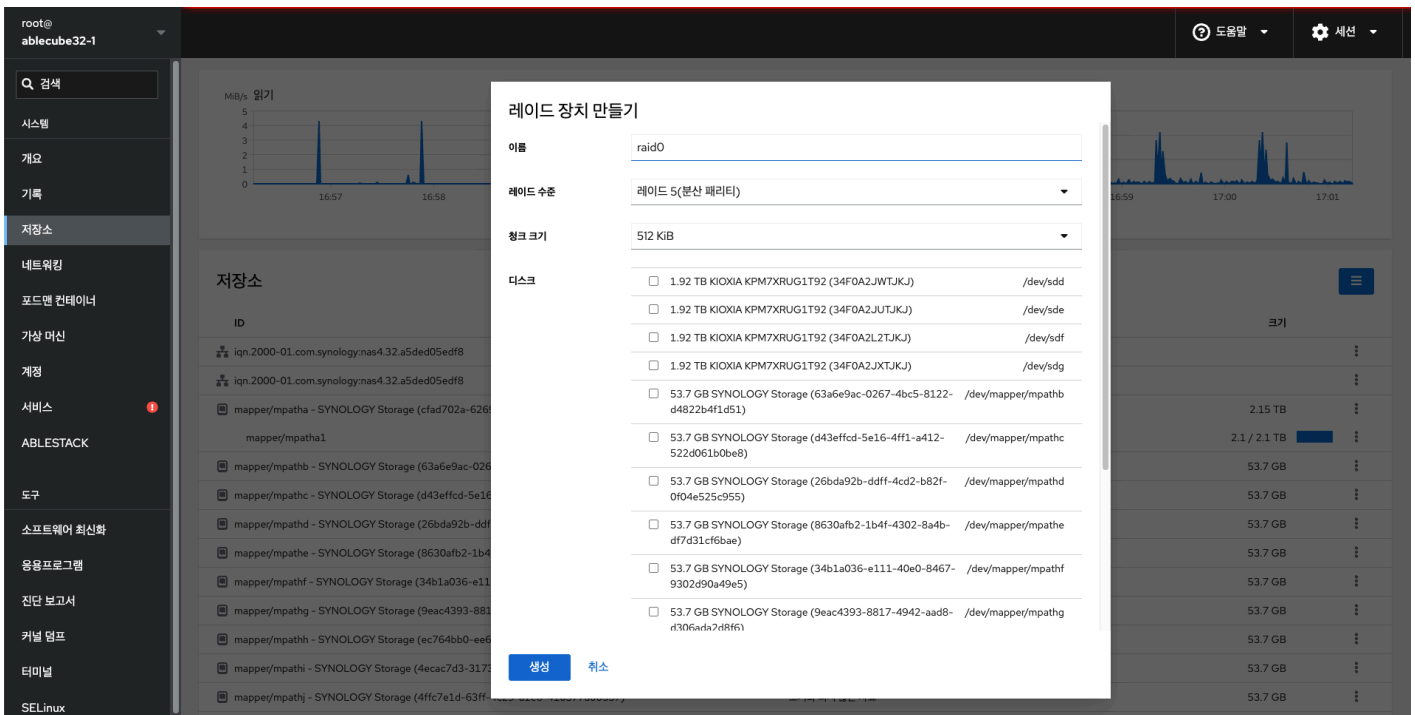 root@
ablecube32-1
도움말
세션
검색
시스템
개요
기록
저장소
네트워킹
포드맨 컨테이너
가상 머신
계정
서비스
ABLESTACK
도구
소프트웨어 최신화
응용프로그램
진단 보고서
커널 덤프
터미널
SELinux
MiB/s 읽기
5
4
3
2
1
0
16:57
16:58
16:59
17:00
17:01
저장소
ID
크기
iqn.2000-01.com.synology:nas4.32.a5ded05edf8
iqn.2000-01.com.synology:nas4.32.a5ded05edf8
mapper/mpatha - SYNOLOGY Storage (cfad702a-626
2.15 TB
mapper/mpatha1
2.1 / 2.1 TB
mapper/mpathb - SYNOLOGY Storage (63a6e9ac-026
53.7 GB
mapper/mpathc - SYNOLOGY Storage (d43effcd-5e16
53.7 GB
mapper/mpathd - SYNOLOGY Storage (26bda92b-ddf
53.7 GB
mapper/mpathe - SYNOLOGY Storage (8630afb2-1b4
53.7 GB
mapper/mpathf - SYNOLOGY Storage (34b1a036-e11
53.7 GB
mapper/mpathg - SYNOLOGY Storage (9eac4393-881
53.7 GB
mapper/mpathh - SYNOLOGY Storage (ec764bb0-ee6
53.7 GB
mapper/mpathi - SYNOLOGY Storage (4ecac7d3-3173
53.7 GB
mapper/mpathj - SYNOLOGY Storage (4ffc7e1d-63ff-
53.7 GB
레이드 장치 만들기
이름
raid0
레이드 수준
레이드 5(분산 패리티)
청크 크기
512 KiB
디스크
1.92 TB KIOXIA KPM7XRUG1T92 (34F0A2JWTJKJ) /dev/sdd
1.92 TB KIOXIA KPM7XRUG1T92 (34F0A2JUTJKJ) /dev/sde
1.92 TB KIOXIA KPM7XRUG1T92 (34F0A2L2TJKJ) /dev/sdf
1.92 TB KIOXIA KPM7XRUG1T92 (34F0A2JXTJKJ) /dev/sdg
53.7 GB SYNOLOGY Storage (63a6e9ac-0267-4bc5-8122- /dev/mapper/mpathb
d4822b4f1d51)
53.7 GB SYNOLOGY Storage (d43effcd-5e16-4ff1-a412- /dev/mapper/mpathc
522d061b0be8)
53.7 GB SYNOLOGY Storage (26bda92b-ddff-4cd2-b82f- /dev/mapper/mpathd
0f04e525c955)
53.7 GB SYNOLOGY Storage (8630afb2-1b4f-4302-8a4b- /dev/mapper/mpathe
df7d31cf6bae)
53.7 GB SYNOLOGY Storage (34b1a036-e111-40e0-8467- /dev/mapper/mpathf
9302d90a49e5)
53.7 GB SYNOLOGY Storage (9eac4393-8817-4942-aad8- /dev/mapper/mpathg
d306ada2d8f6)
생성
취소